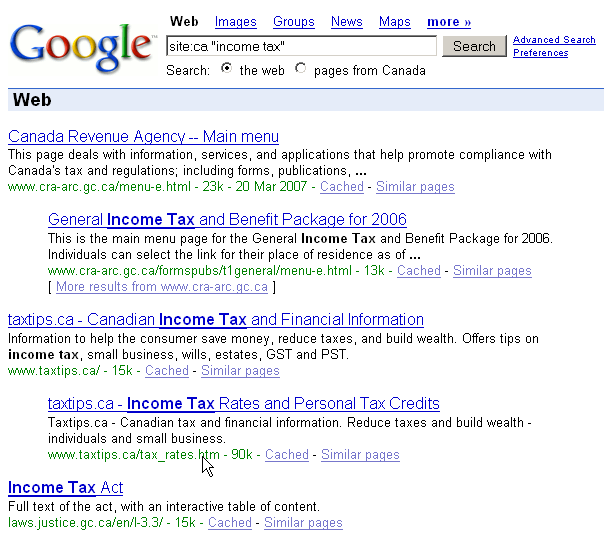 Web Images Groups News Maps more »
Google™
site:ca "income tax" Search Advanced Search
Preferences
Search: the web pages from Canada
Web
Canada Revenue Agency -- Main menu
This page deals with information, services, and applications that help promote compliance with
Canada's tax and regulations; including forms, publications, ...
www.cra-arc.gc.ca/menu-e.html - 23k - 20 Mar 2007 - Cached - Similar pages
General Income Tax and Benefit Package for 2006
This is the main menu page for the General Income Tax and Benefit Package for 2006.
Individuals can select the link for their place of residence as of ...
www.cra-arc.gc.ca/formspubs/t1general/menu-e.html - 13k - Cached - Similar pages
[ More results from www.cra-arc.gc.ca ]
taxtips.ca - Canadian Income Tax and Financial Information
Information to help the consumer save money, reduce taxes, and build wealth. Offers tips on
income tax, small business, wills, estates, GST and PST.
www.taxtips.ca/ - 15k - Cached - Similar pages
taxtips.ca - Income Tax Rates and Personal Tax Credits
Taxtips.ca - Canadian tax and financial information. Reduce taxes and build wealth -
individuals and small business.
www.taxtips.ca/tax_rates.htm - 90k - Cached - Similar pages
Income Tax Act
Full text of the act, with an interactive table of content.
laws.justice.gc.ca/en/I-3.3/ - 15k - Cached - Similar pages